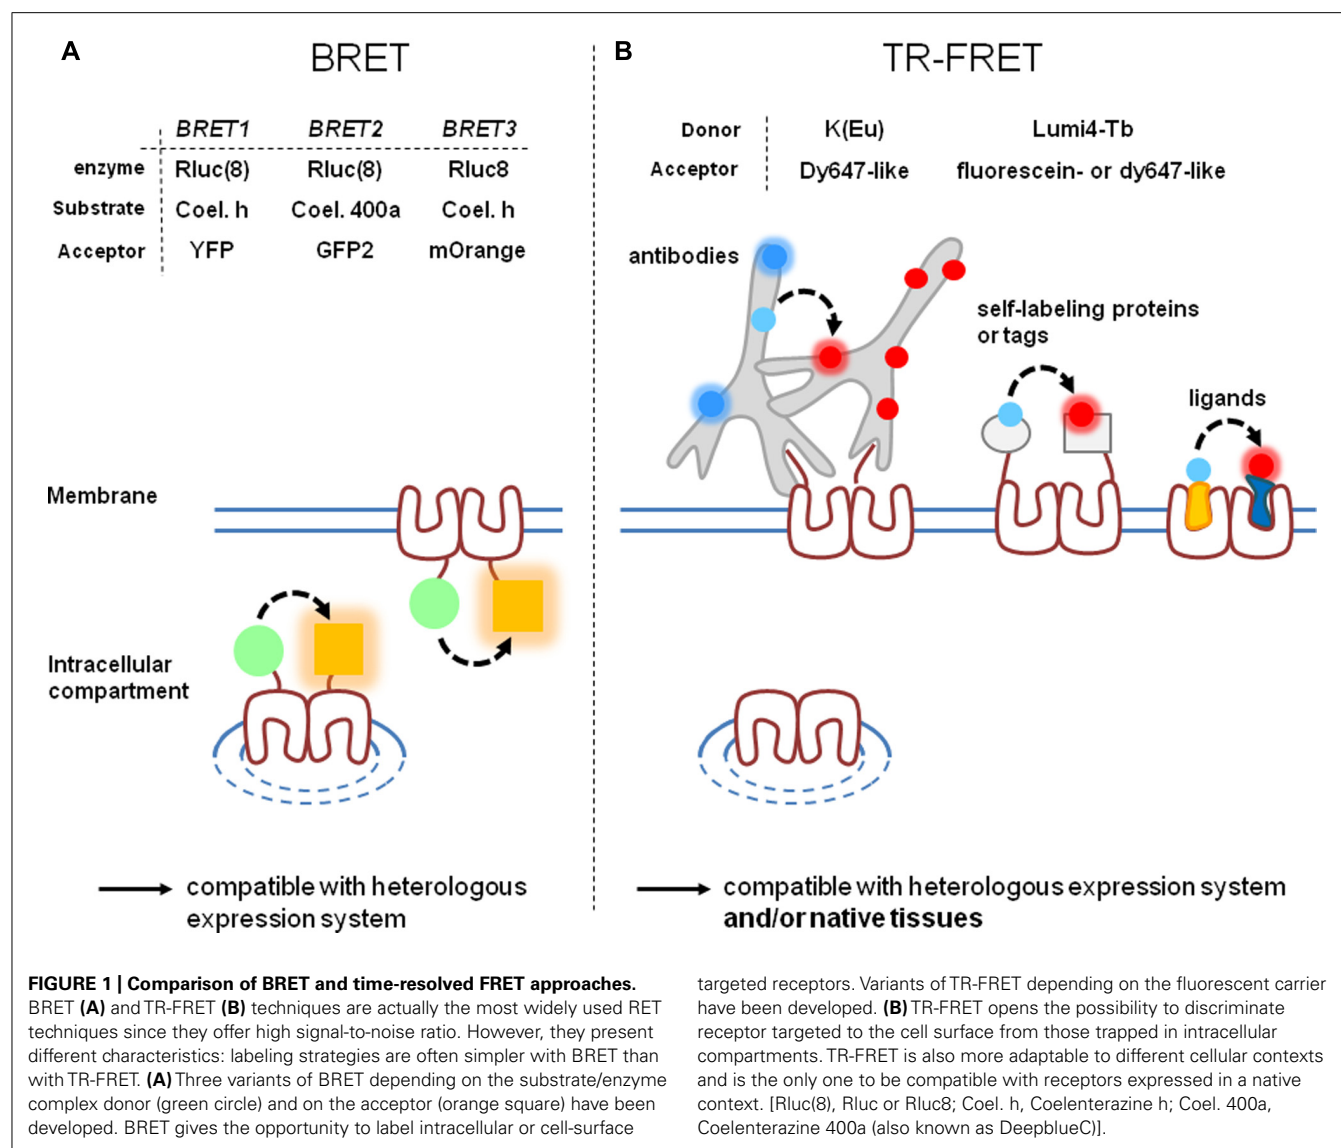 A
BRET
BRET1 BRET2 BRET3
enzyme Rluc(8) Rluc(8) Rluc8
Substrate Coel. h Coel. 400a Coel. h
Acceptor YFP GFP2 mOrange
Membrane
Intracellular
compartment
compatible with heterologous
expression system
B
TR-FRET
Donor K(Eu) Lumi4-Tb
Acceptor Dy647-like fluorescein- or dy647-like
antibodies
self-labeling proteins
or tags
ligands
compatible with heterologous expression system
and/or native tissues
FIGURE 1 | Comparison of BRET and time-resolved FRET approaches.
BRET (A) and TR-FRET (B) techniques are actually the most widely used RET
techniques since they offer high signal-to-noise ratio. However, they present
different characteristics: labeling strategies are often simpler with BRET than
with TR-FRET. (A) Three variants of BRET depending on the substrate/enzyme
complex donor (green circle) and on the acceptor (orange square) have been
developed. BRET gives the opportunity to label intracellular or cell-surface
targeted receptors. Variants of TR-FRET depending on the fluorescent carrier
have been developed. (B) TR-FRET opens the possibility to discriminate
receptor targeted to the cell surface from those trapped in intracellular
compartments. TR-FRET is also more adaptable to different cellular contexts
and is the only one to be compatible with receptors expressed in a native
context. [Rluc(8), Rluc or Rluc8; Coel. h, Coelenterazine h; Coel. 400a,
Coelenterazine 400a (also known as DeepblueC)].